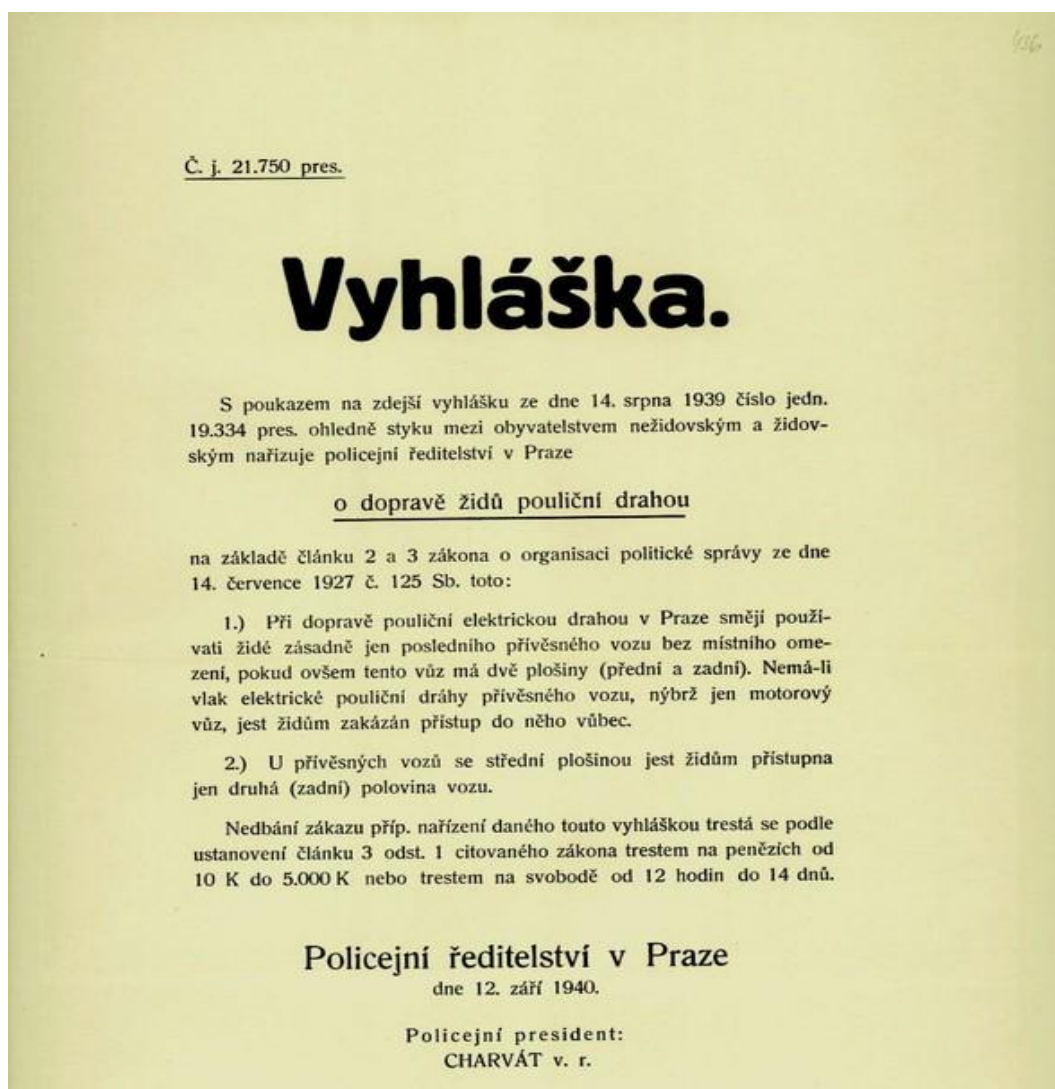 436
Č. j. 21.750 pres.
Vyhláška.
S poukazem na zdejší vyhlášku ze dne 14. srpna 1939 číslo jedn.
19.334 pres. ohledně styku mezi obyvatelstvem nežidovským a židov-
ským nařizuje policejní ředitelství v Praze
o dopravě židů pouliční drahou
na základě článku 2 a 3 zákona o organisaci politické správy ze dne
14. července 1927 č. 125 Sb. toto:
1.) Při dopravě pouliční elektrickou drahou v Praze smějí použí-
vati židé zásadně jen posledního přívěsného vozu bez místního ome-
zení, pokud ovšem tento vůz má dvě plošiny (přední a zadní). Nemá-li
vlak elektrické pouliční dráhy přívěsného vozu, nýbrž jen motorový
vůz, jest židům zakázán přístup do něho vůbec.
2.) U přívěsných vozů se střední plošinou jest židům přístupna
jen druhá (zadní) polovina vozu.
Nedbání zákazu příp. nařízení daného touto vyhláškou trestá se podle
ustanovení článku 3 odst. 1 citovaného zákona trestem na penězích od
10 K do 5.000 K nebo trestem na svobodě od 12 hodin do 14 dnů.
Policejní ředitelství v Praze
dne 12. září 1940.
Policejní president:
CHARVÁT v. r.